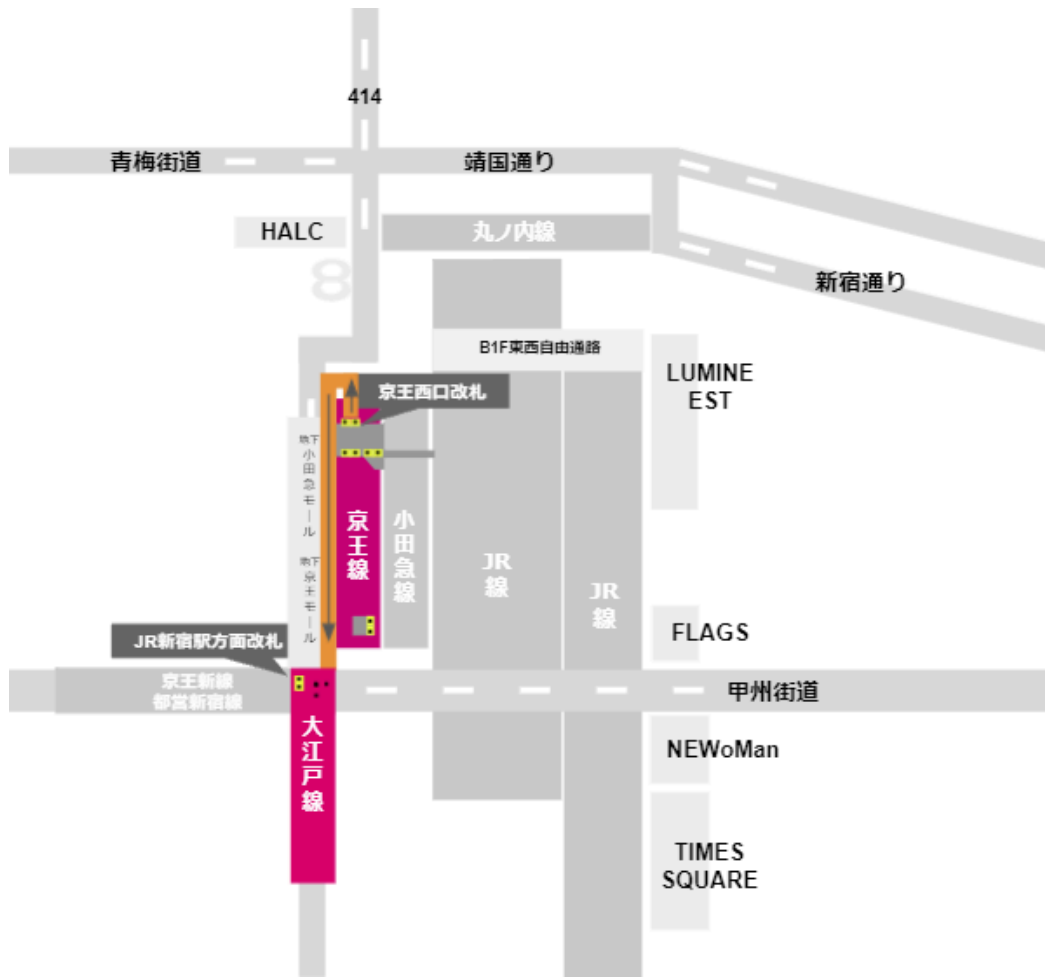 414
青梅街道
靖国通り
HALC
丸ノ内線
8
新宿通り
B1F東西自由通路
LUMINE
EST
京王西口改札
地下
小田急モール
京王線
小田急線
JR
線
JR
線
地下
京王モール
FLAGS
JR新宿駅方面改札
京王新線
都営新宿線
甲州街道
大江戸線
NEWoMan
TIMES
SQUARE